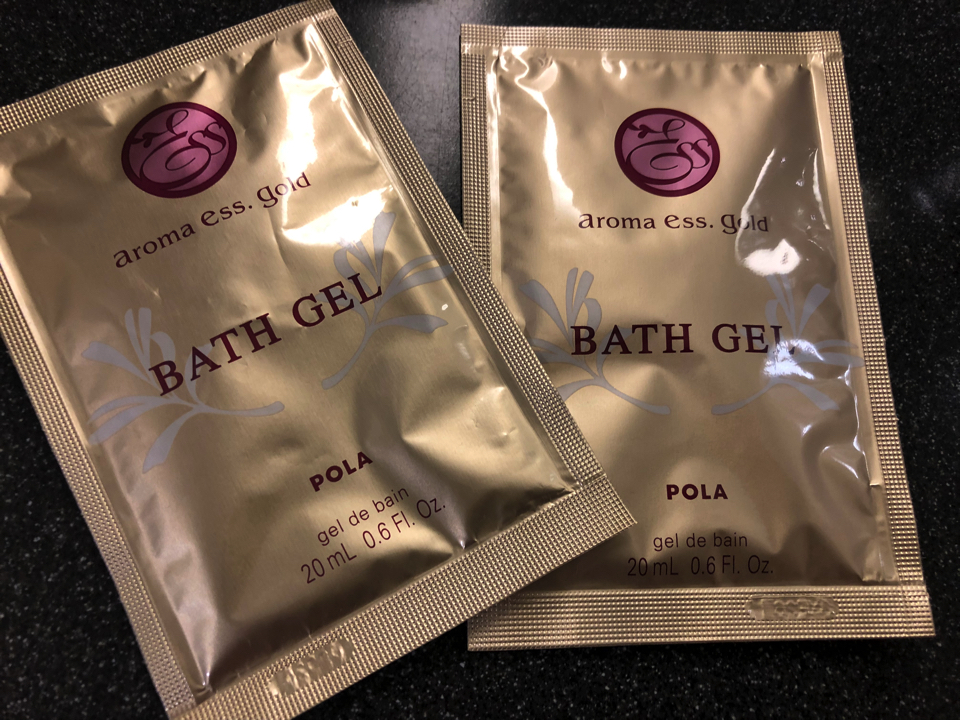 Ess
aroma ess. gold
BATH GEL
POLA
gel de bain
20 mL 0.6 Fl. Oz.
Ess
aroma ess. gold
BATH GEL
POLA
gel de bain
20 mL 0.6 Fl. Oz.